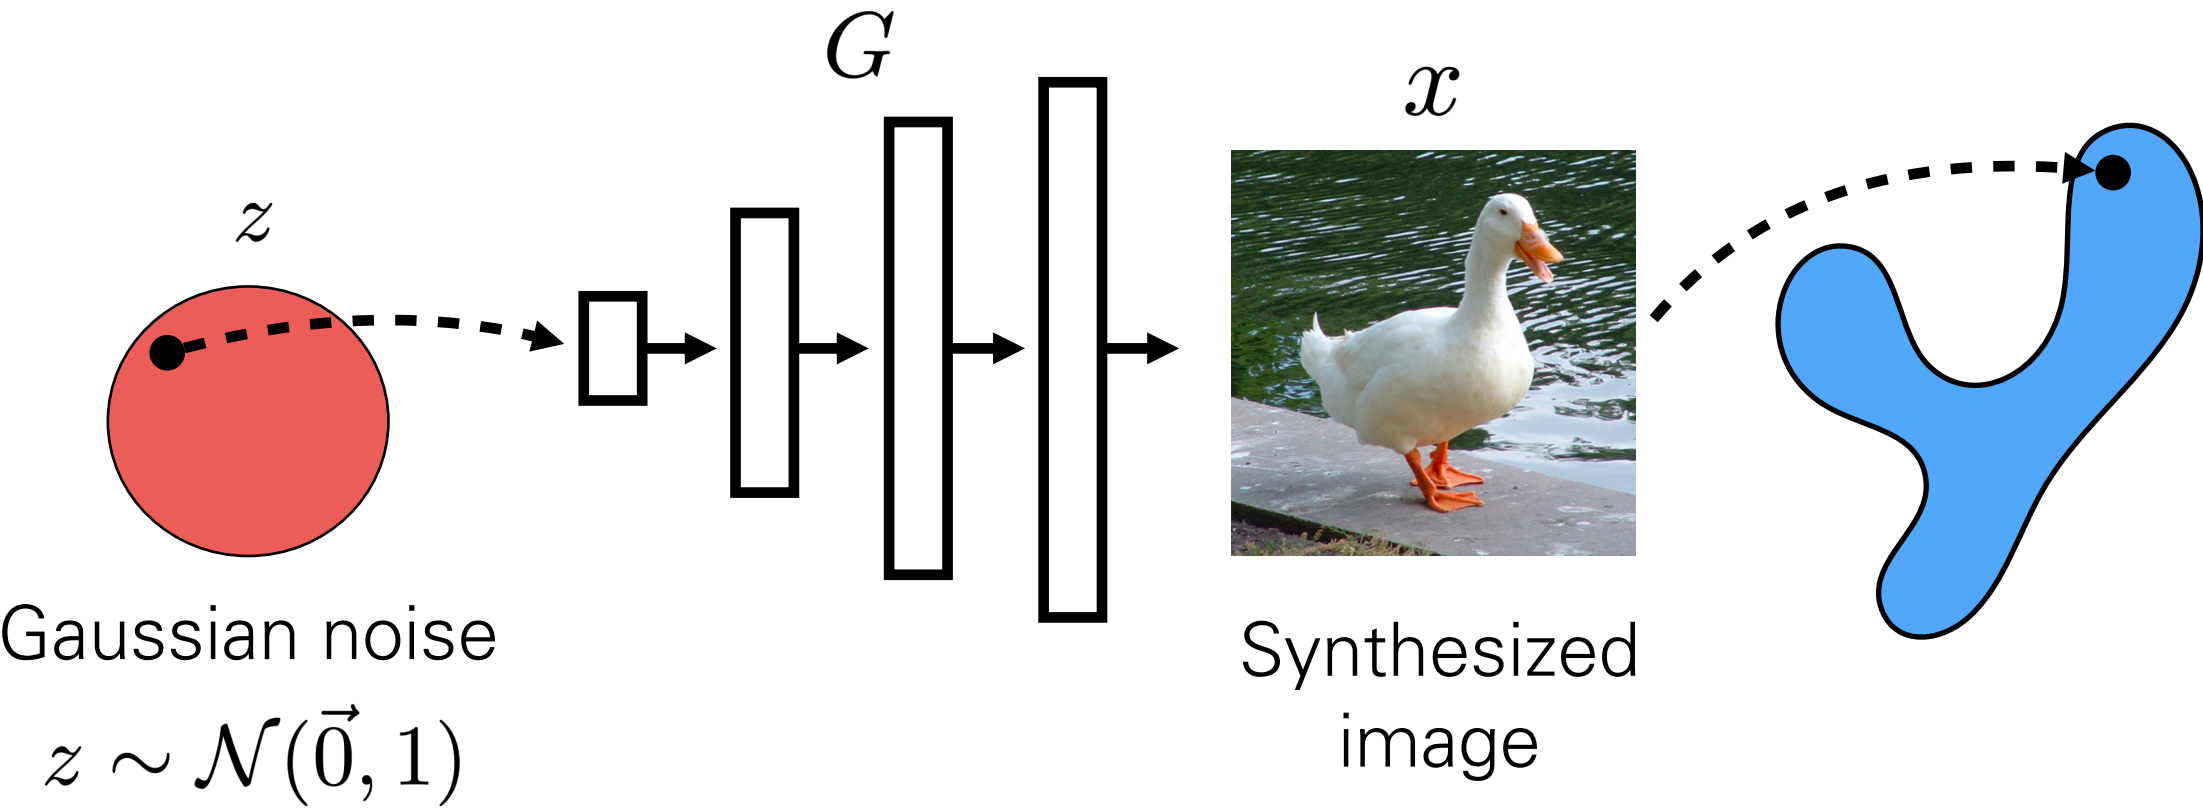 G
x
z
Gaussian noise
z ∼ 𝒩(0⃗, 1)
Synthesized
image